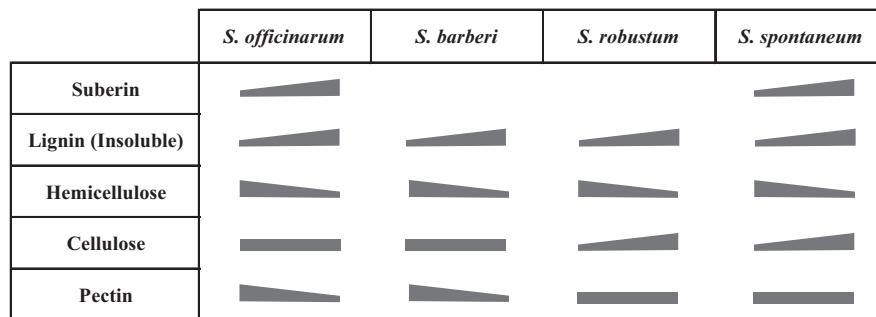 S. officinarum S. barberi S. robustum S. spontaneum
Suberin
Lignin (Insoluble)
Hemicellulose
Cellulose
Pectin